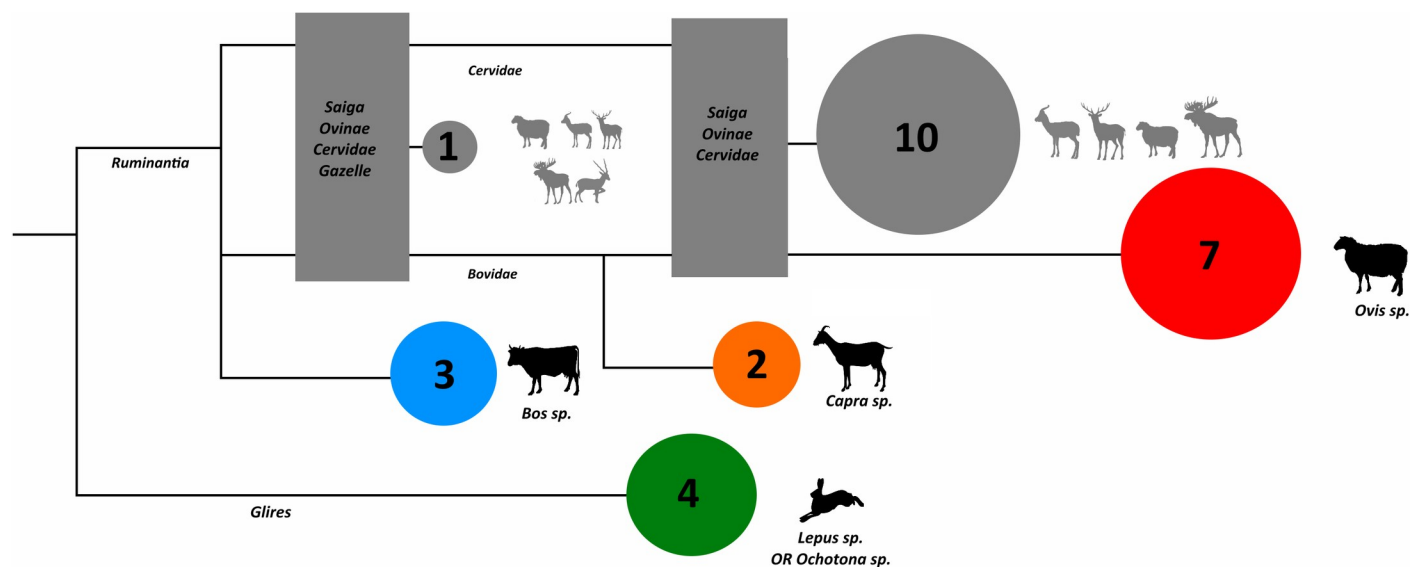 Cervidae
Saiga
Ovinae
Cervidae
Gazelle
1
Saiga
Ovinae
Cervidae
10
Ruminantia
Bovidae
7
Ovis sp.
3
Bos sp.
2
Capra sp.
4
Glires
Lepus sp.
OR Ochotona sp.